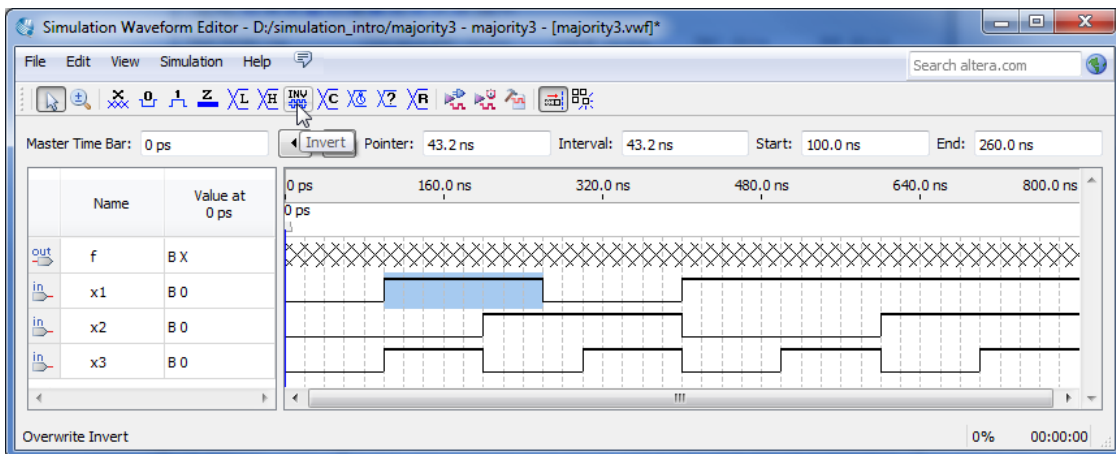 Simulation Waveform Editor - D:/simulation_intro/majority3 - majority3 - [majority3.vwf]*
File Edit View Simulation Help Search altera.com
X 0 1 Z L H INV C 2 R
Master Time Bar: 0 ps Invert Pointer: 43.2 ns Interval: 43.2 ns Start: 100.0 ns End: 260.0 ns
Name Value at 0 ps 0 ps 160.0 ns 320.0 ns 480.0 ns 640.0 ns 800.0 ns
0 ps
out f B X
in x1 B 0
in x2 B 0
in x3 B 0
Overwrite Invert 0% 00:00:00